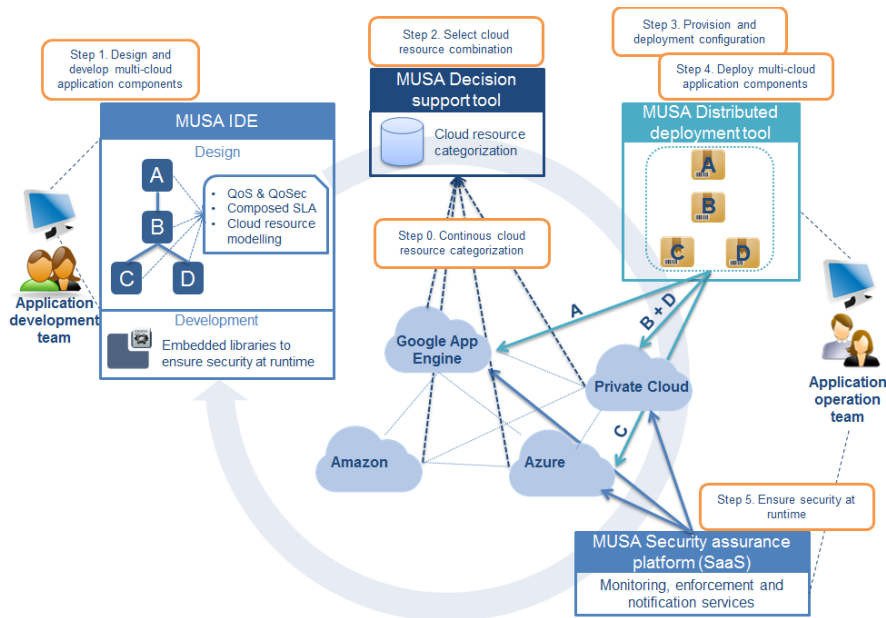 Step 1. Design and
develop multi-cloud
application components
Step 2. Select cloud
resource combination
Step 3. Provision and
deployment configuration
Step 4. Deploy multi-cloud
application components
MUSA IDE
Design
A
B
C
D
• QoS & QoSec
• Composed SLA
• Cloud resource
modelling
Development
Embedded libraries to
ensure security at runtime
Application
development
team
MUSA Decision
support tool
Cloud resource
categorization
Step 0. Continous cloud
resource categorization
MUSA Distributed
deployment tool
A
B
C
D
A
B + D
C
Google App
Engine
Private Cloud
Amazon
Azure
Application
operation
team
Step 5. Ensure security at
runtime
MUSA Security assurance
platform (SaaS)
Monitoring, enforcement and
notification services